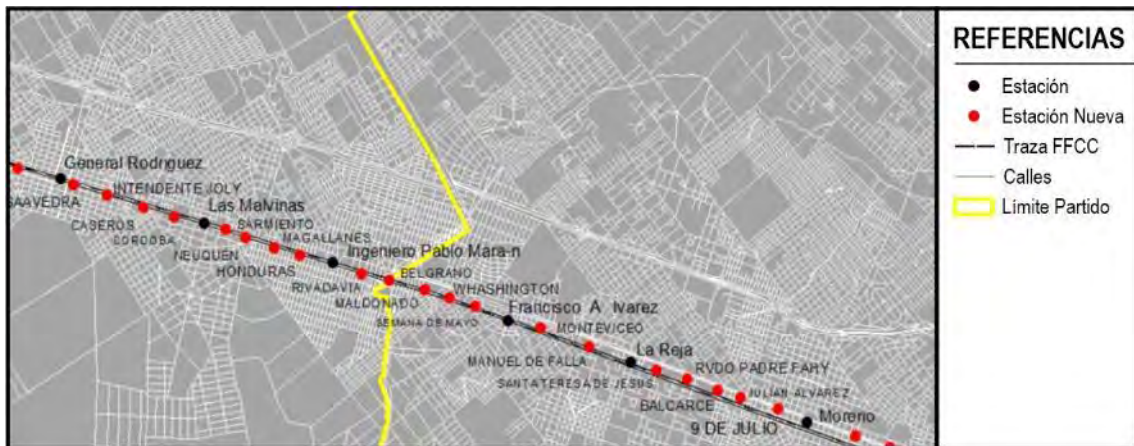 REFERENCIAS
Estación
Estación Nueva
Traza FFCC
Calles
Límite Partido
General Rodriguez
SAAVEDRA
INTENDENTE JOLY
Las Malvinas
CASEROS
CORDOBA
SARMIENTO
NEUQUEN
MAGALLANES
HONDURAS
Ingeniero Pablo Mara-n
RIVADAVIA
BELGRANO
MALDONADO
WHASHINGTON
SEMANA DE MAYO
Francisco A lvarez
MONTEVICEO
MANUEL DE FALLA
La Reja
SANTA TERESA DE JESUS
RVDO PADRE FAHY
BALCARCE
JULIAN ALVAREZ
9 DE JULIO
Moreno